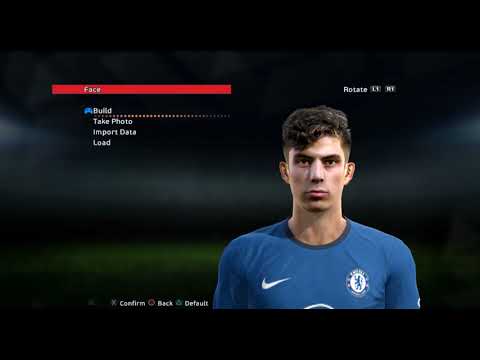 Face
Rotate L1 R1
Build
Take Photo
Import Data
Load
Confirm Back Default